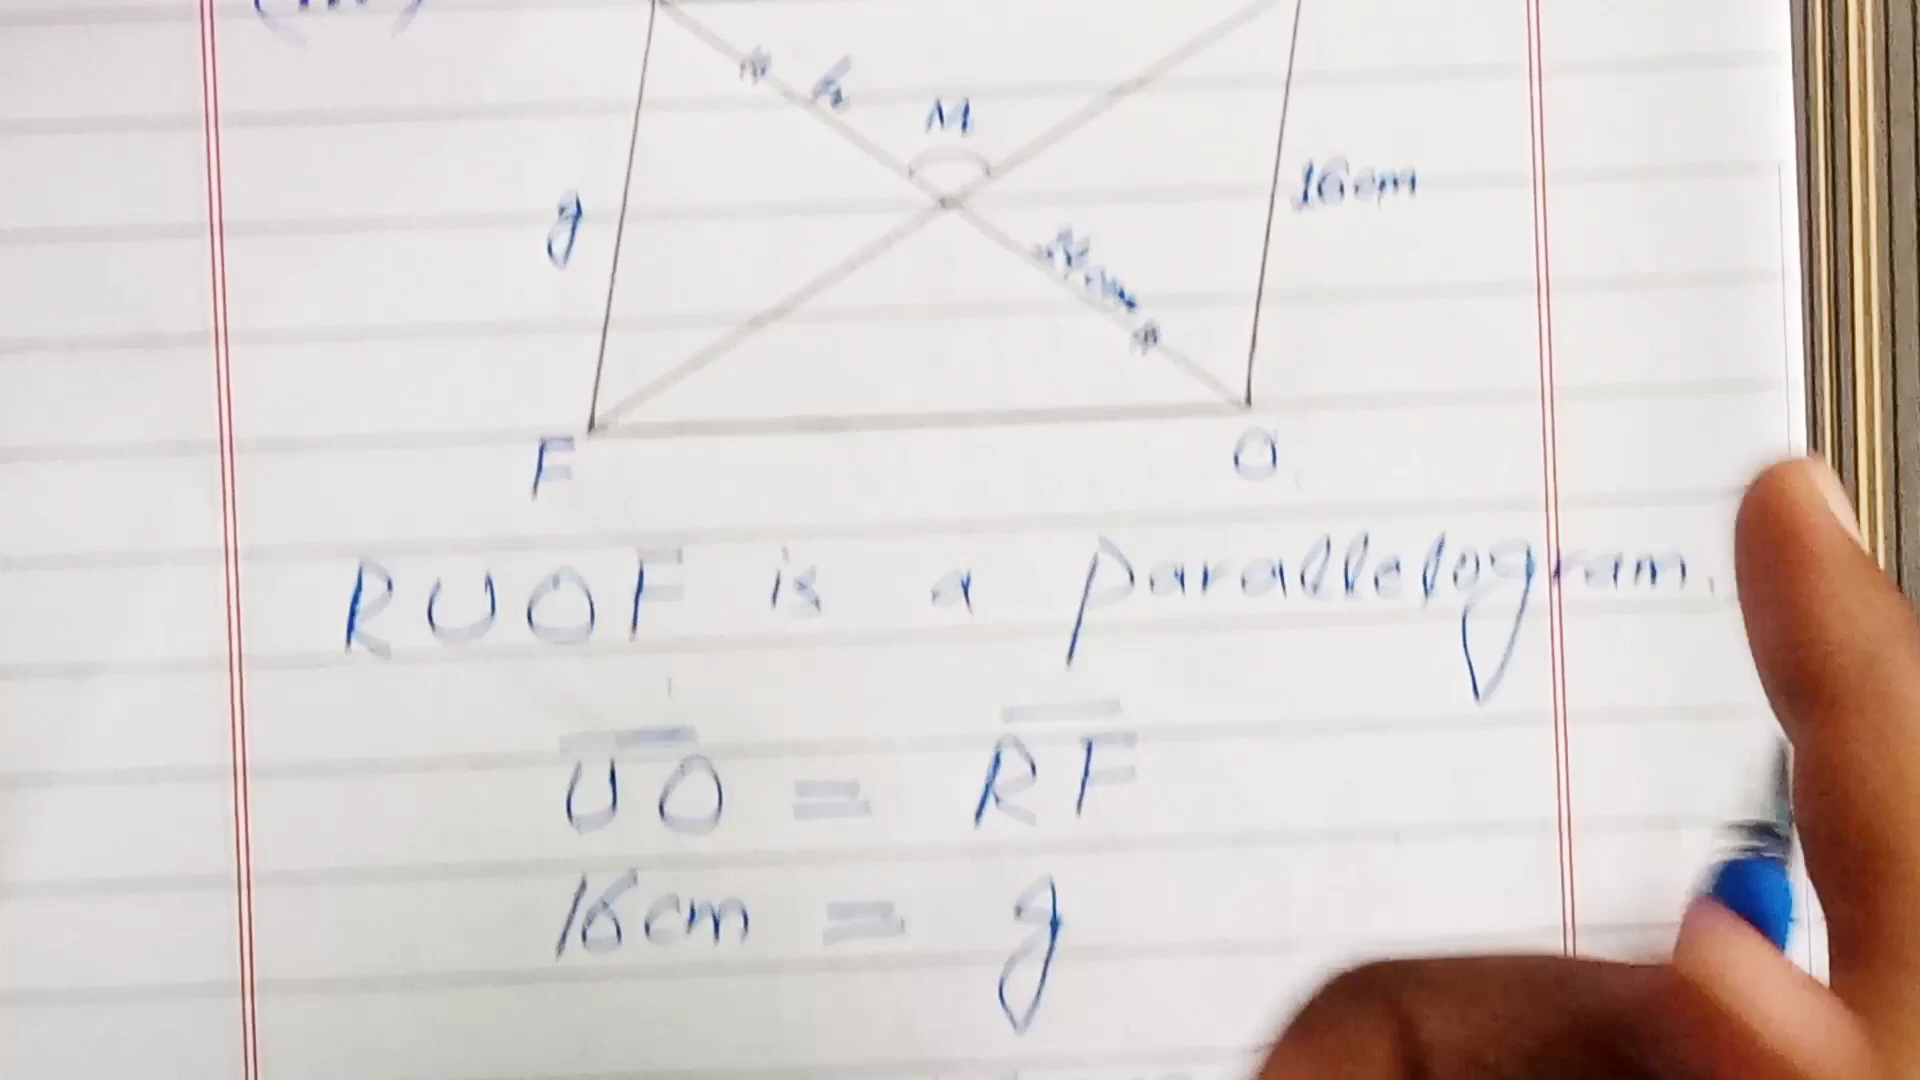 h
M
g
16cm
F
O
RUOF is a parallelogram.
UO = RF
16cm = g